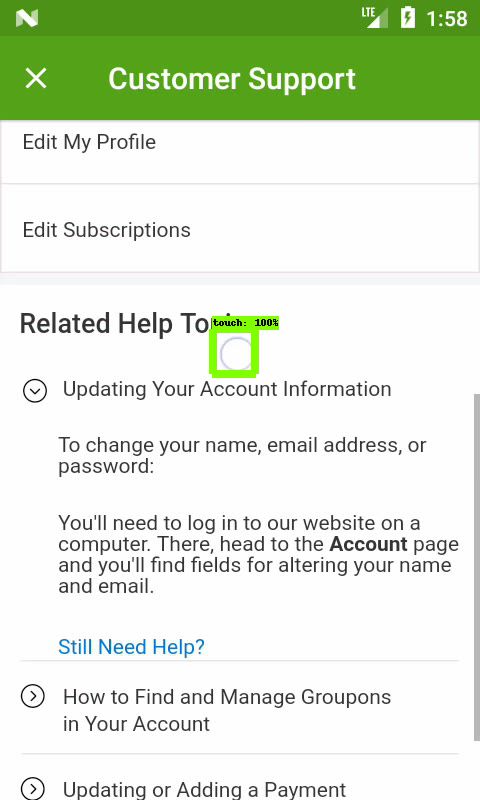 LTE 1:58
Customer Support
Edit My Profile
Edit Subscriptions
touch: 100%
Related Help
Updating Your Account Information
To change your name, email address, or
password:
You'll need to log in to our website on a
computer. There, head to the Account page
and you'll find fields for altering your name
and email.
Still Need Help?
How to Find and Manage Groupons
in Your Account
Updating or Adding a Payment